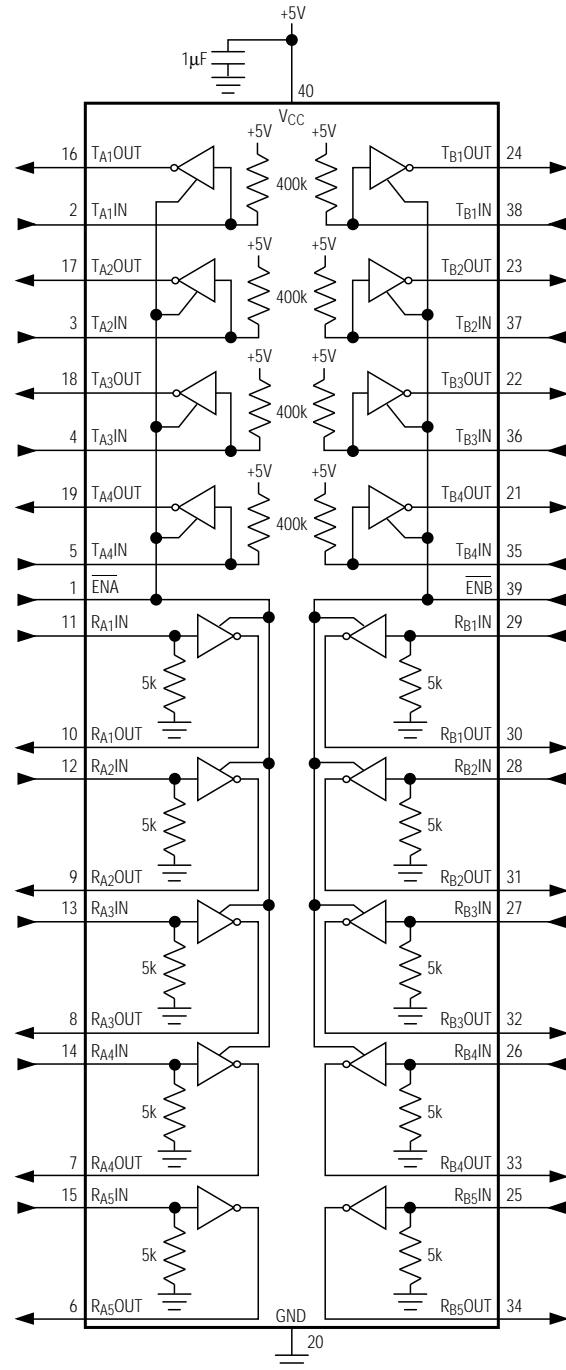 +5V
1µF
40
VCC
+5V +5V
16 TA1OUT TB1OUT 24
400k
2 TA1IN TB1IN 38
+5V
17 TA2OUT TB2OUT 23
400k
3 TA2IN TB2IN 37
+5V
18 TA3OUT TB3OUT 22
400k
4 TA3IN TB3IN 36
+5V
19 TA4OUT TB4OUT 21
400k
5 TA4IN TB4IN 35
1 ENA ENB 39
11 RA1IN RB1IN 29
5k 5k
10 RA1OUT RB1OUT 30
12 RA2IN RB2IN 28
5k 5k
9 RA2OUT RB2OUT 31
13 RA3IN RB3IN 27
5k 5k
8 RA3OUT RB3OUT 32
14 RA4IN RB4IN 26
5k 5k
7 RA4OUT RB4OUT 33
15 RA5IN RB5IN 25
5k 5k
6 RA5OUT RB5OUT 34
GND
20